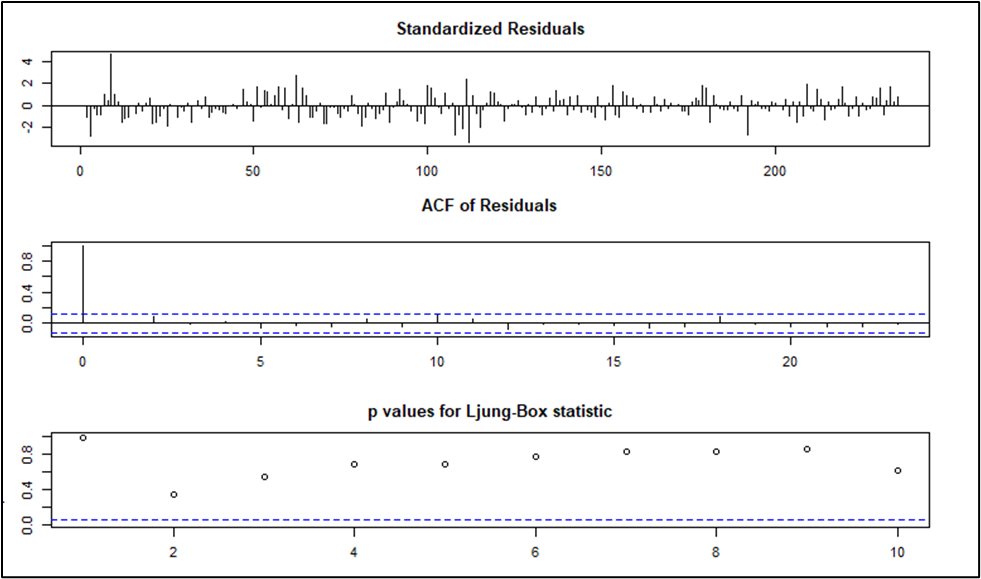 Standardized Residuals
4
2
0
-2
0 50 100 150 200
ACF of Residuals
0.8
0.4
0.0
0 5 10 15 20
p values for Ljung-Box statistic
0.8
0.4
0.0
2 4 6 8 10